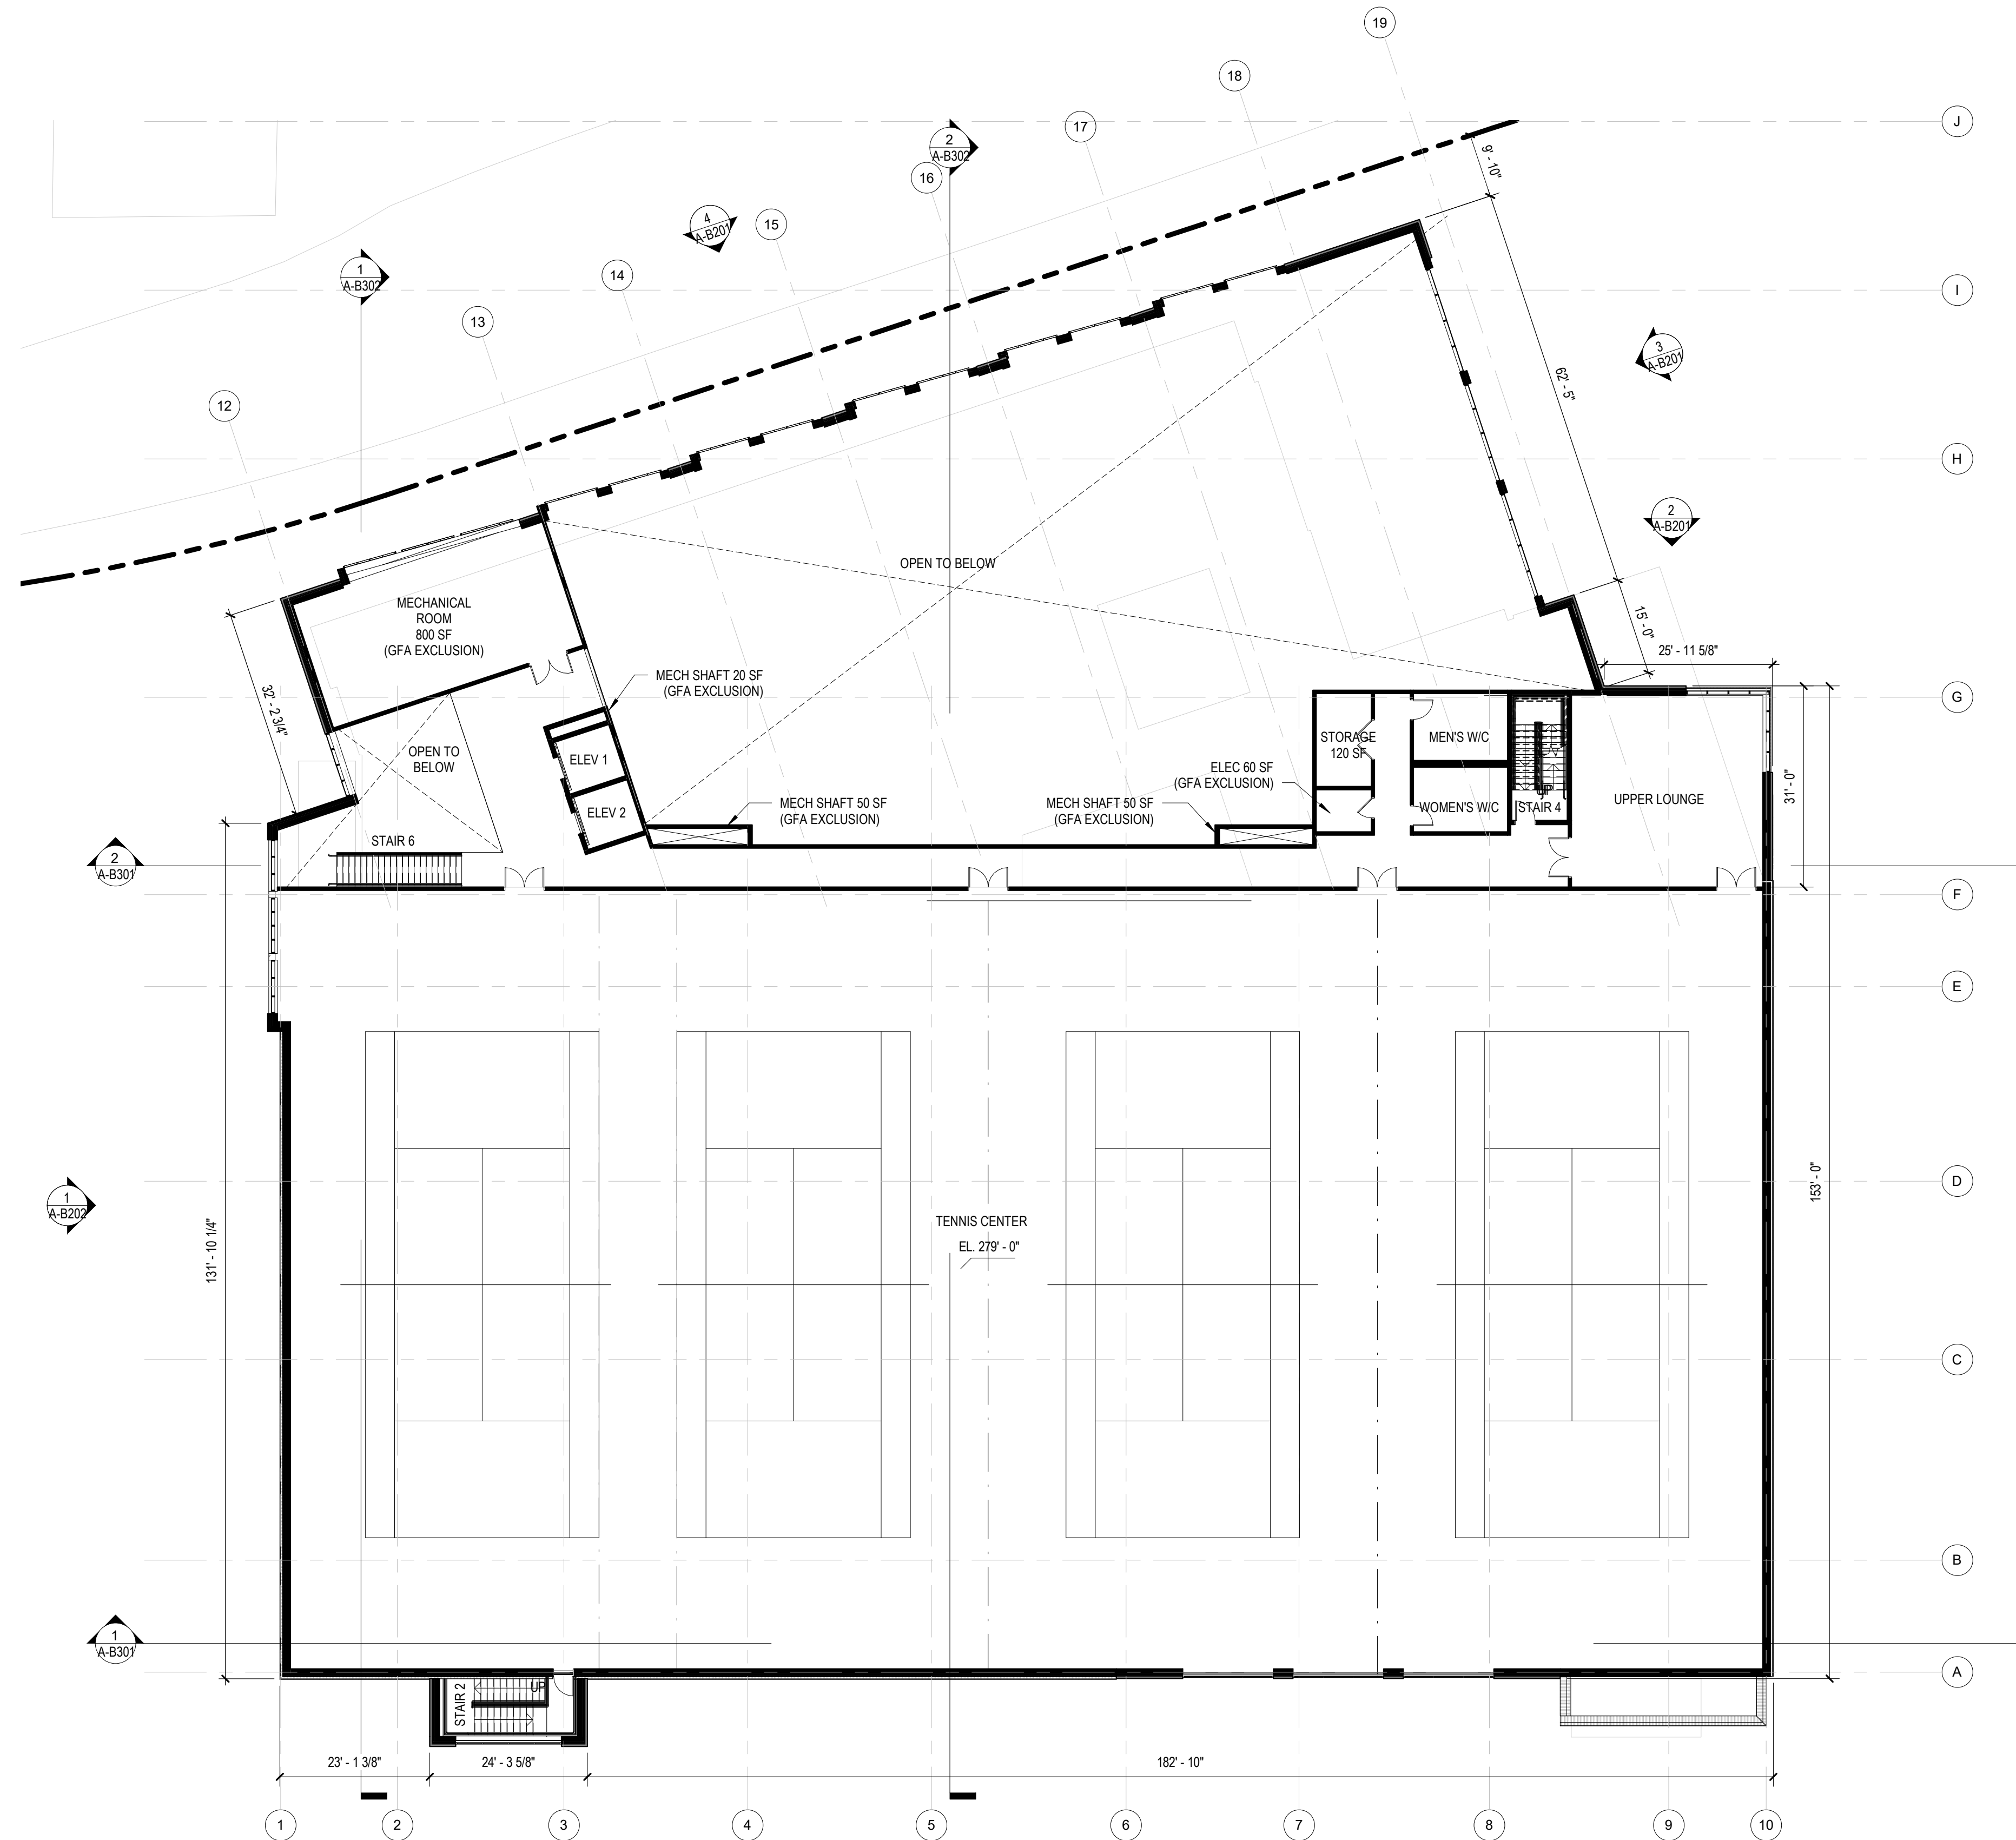 19
18
17
J
2
A-B302
16
9' - 10"
4
A-B201
15
1
A-B302
14
I
13
3
A-B201
62' - 5"
12
H
2
A-B201
OPEN TO BELOW
MECHANICAL
ROOM
800 SF
(GFA EXCLUSION)
15' - 0"
25' - 11 5/8"
MECH SHAFT 20 SF
(GFA EXCLUSION)
32' - 2 3/4"
G
OPEN TO
BELOW
ELEV 1
STORAGE
120 SF
MEN'S W/C
ELEC 60 SF
(GFA EXCLUSION)
31' - 0"
UP
ELEV 2
MECH SHAFT 50 SF
(GFA EXCLUSION)
MECH SHAFT 50 SF
(GFA EXCLUSION)
WOMEN'S W/C
STAIR 4
UPPER LOUNGE
STAIR 6
2
A-B301
F
E
D
1
A-B202
153' - 0"
TENNIS CENTER
EL. 279' - 0"
131' - 10 1/4"
C
B
1
A-B301
A
STAIR 2
UP
23' - 1 3/8"
24' - 3 5/8"
182' - 10"
1
2
3
4
5
6
7
8
9
10